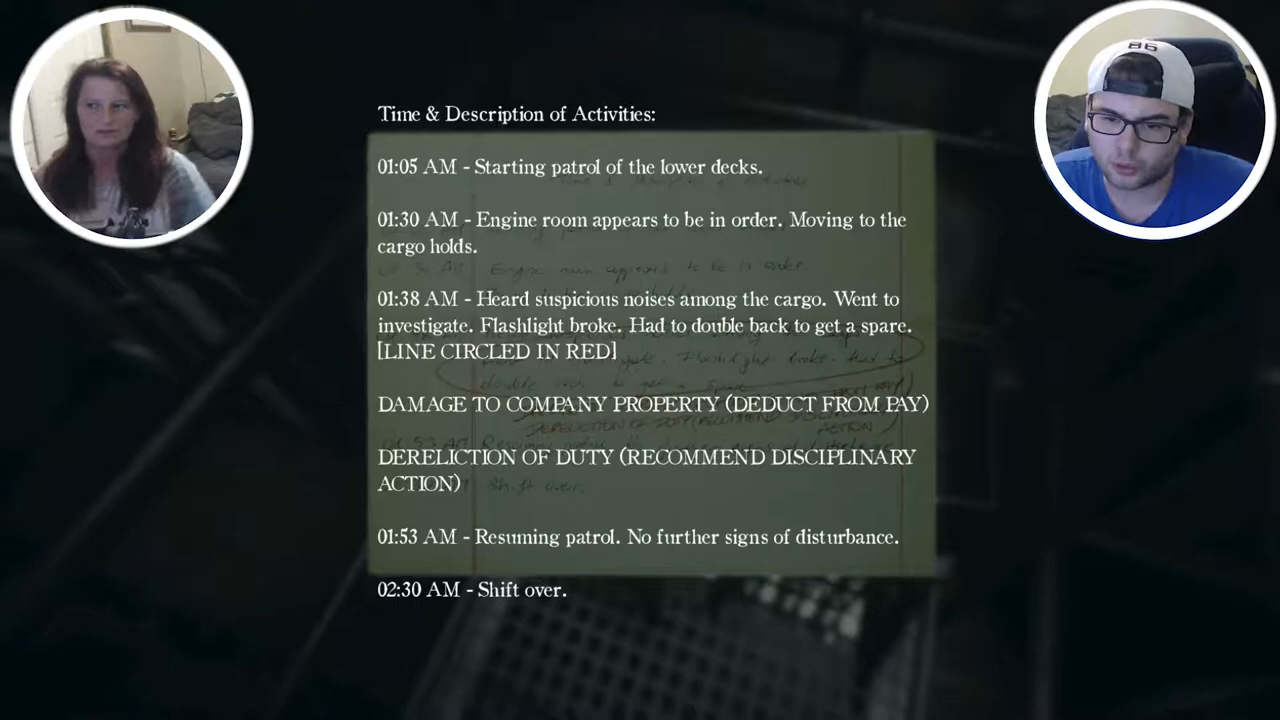 86
Time & Description of Activities:
01:05 AM - Starting patrol of the lower decks.
01:30 AM - Engine room appears to be in order. Moving to the
cargo holds.
01:38 AM - Heard suspicious noises among the cargo. Went to
investigate. Flashlight broke. Had to double back to get a spare.
[LINE CIRCLED IN RED]
DAMAGE TO COMPANY PROPERTY (DEDUCT FROM PAY)
DERELICTION OF DUTY (RECOMMEND DISCIPLINARY
ACTION)
01:53 AM - Resuming patrol. No further signs of disturbance.
02:30 AM - Shift over.